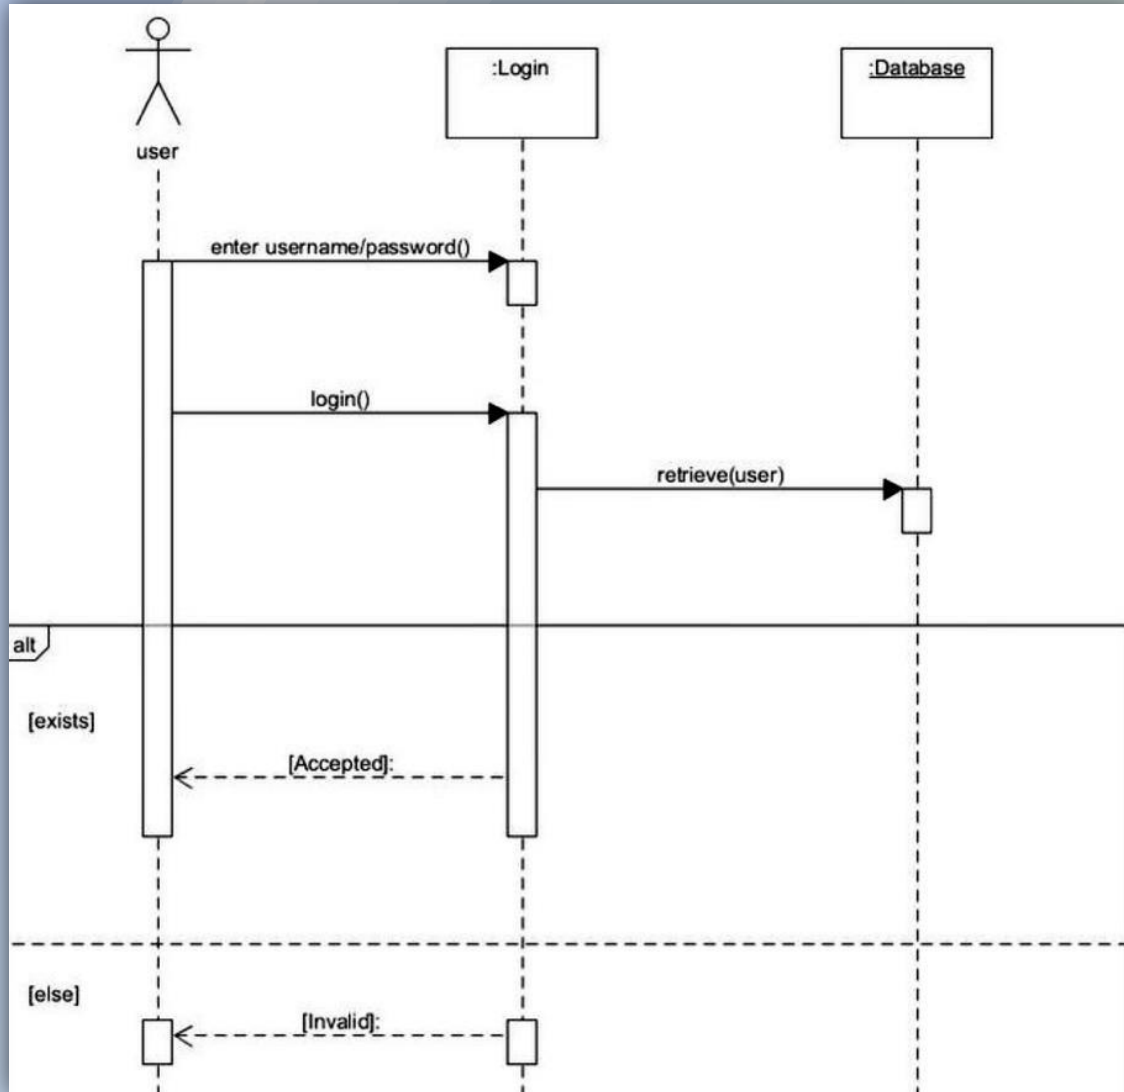 :Login
:Database
user
enter username/password()
login()
retrieve(user)
alt
[exists]
[Accepted]:
[else]
[Invalid]: